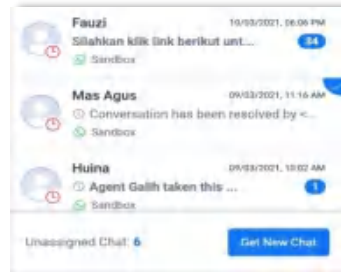 Fauzi 10/03/2021, 06:06 PM
Silahkan klik link berikut unt... 34
Sandbox
Mas Agus 09/03/2021, 11:16 AM
Conversation has been resolved by <..
Sandbox
Huina 09/03/2021, 10:02 AM
Agent Galih taken this ... 1
Sandbox
Unassigned Chat: 6 Get New Chat